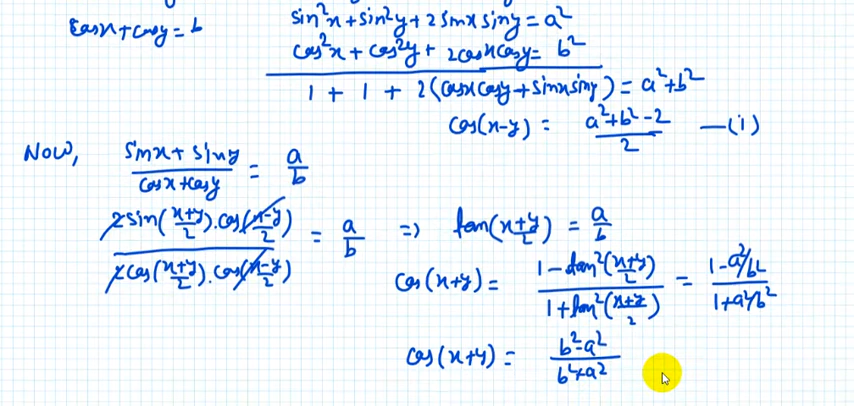 sin²x + sin²y + 2 sinx siny = a²
cosx + cosy = b
cos²x + cos²y + 2cosx cosy = b²
1 + 1 + 2(cosx cosy + sinx siny) = a² + b²
cos(x-y) = (a² + b² - 2)/2 —(1)
Now, (sinx + siny)/(cosx + cosy) = a/b
(2sin((x+y)/2).cos((x-y)/2))/(2cos((x+y)/2).cos((x-y)/2)) = a/b => tan((x+y)/2) = a/b
cos(x+y) = (1 - tan²((x+y)/2))/(1 + tan²((x+y)/2)) = (1 - a²/b²)/(1 + a²/b²)
cos(x+y) = (b² - a²)/(b² + a²)